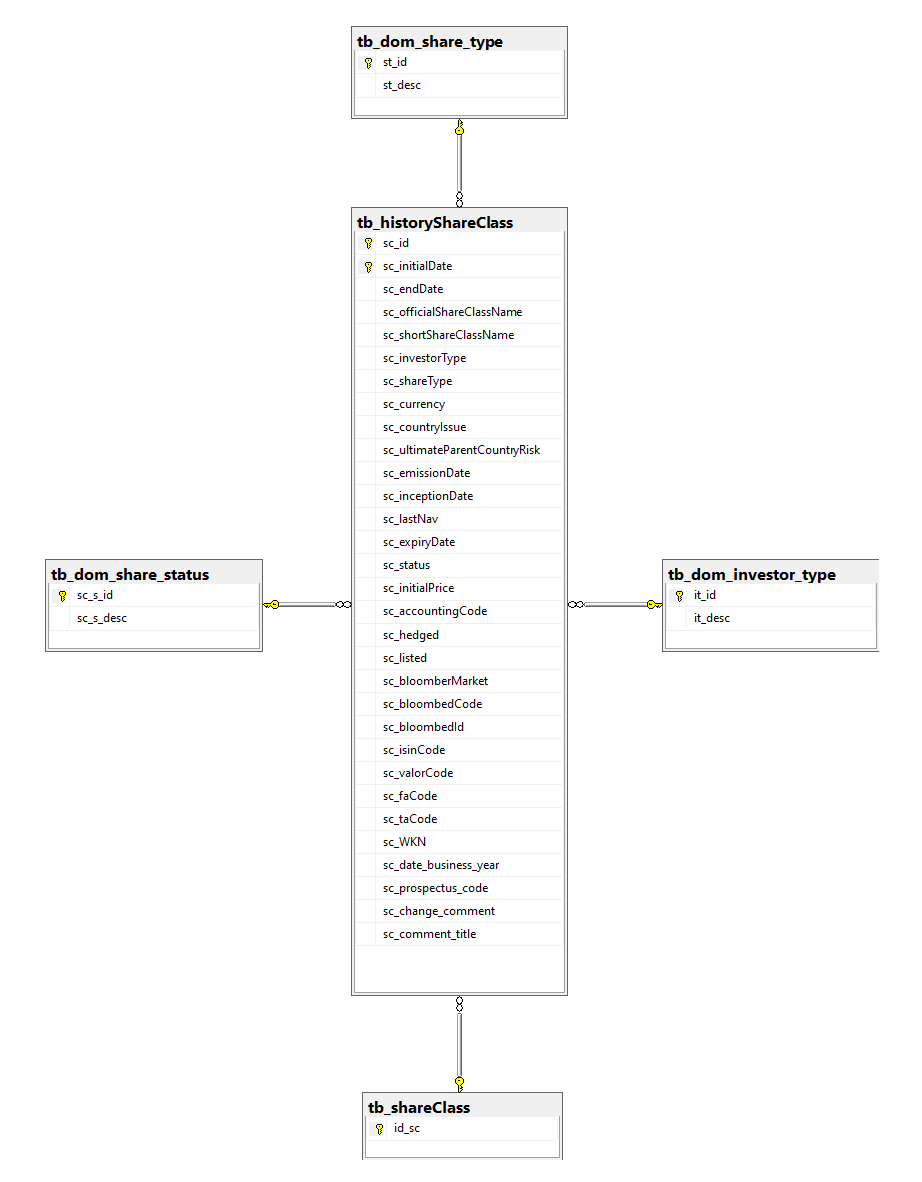 tb_dom_share_type
st_id
st_desc
tb_historyShareClass
sc_id
sc_initialDate
sc_endDate
sc_officialShareClassName
sc_shortShareClassName
sc_investorType
sc_shareType
sc_currency
sc_countryIssue
sc_ultimateParentCountryRisk
sc_emissionDate
sc_inceptionDate
sc_lastNav
sc_expiryDate
sc_status
sc_initialPrice
sc_accountingCode
sc_hedged
sc_listed
sc_bloomberMarket
sc_bloombedCode
sc_bloombedId
sc_isinCode
sc_valorCode
sc_faCode
sc_taCode
sc_WKN
sc_date_business_year
sc_prospectus_code
sc_change_comment
sc_comment_title
tb_dom_share_status
sc_s_id
sc_s_desc
tb_dom_investor_type
it_id
it_desc
tb_shareClass
id_sc